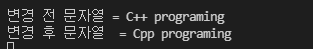 변경 전 문자열 = C++ programing
변경 후 문자열  = Cpp programing